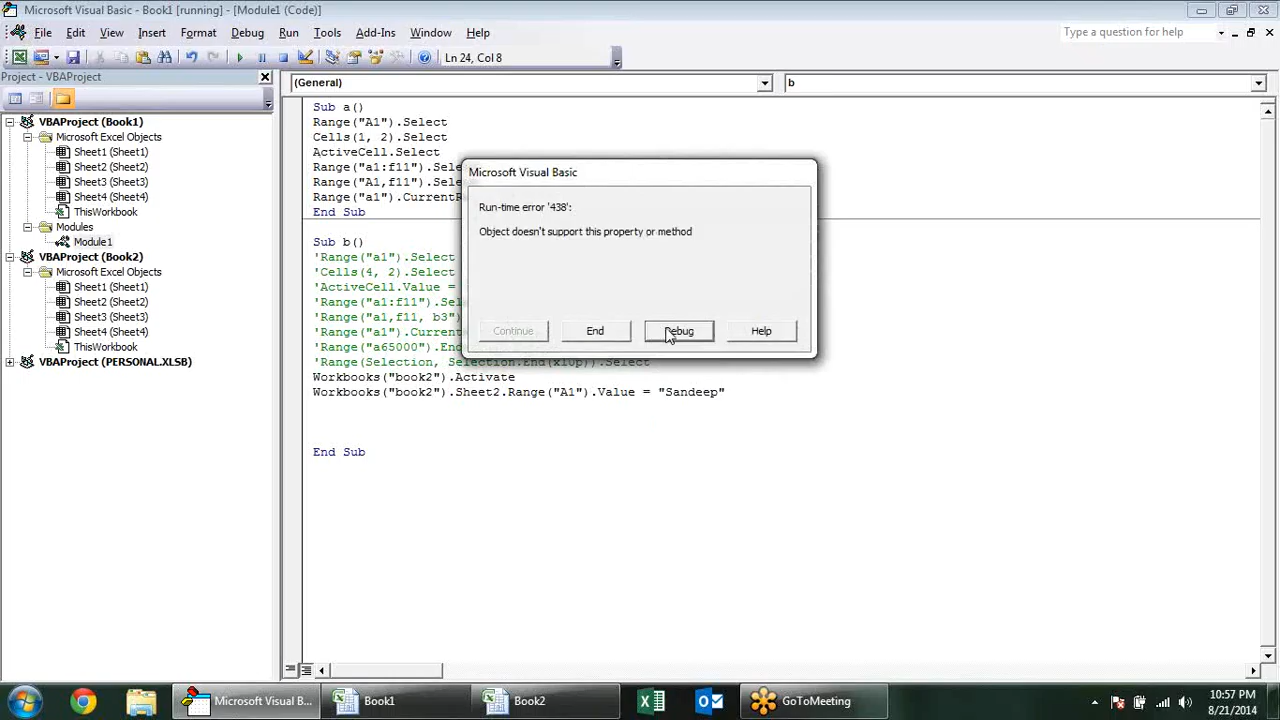 Microsoft Visual Basic - Book1 [running] - [Module1 (Code)]
File Edit View Insert Format Debug Run Tools Add-Ins Window Help
Type a question for help
Ln 24, Col 8
Project - VBAProject
(General)
b
VBAProject (Book1)
Microsoft Excel Objects
Sheet1 (Sheet1)
Sheet2 (Sheet2)
Sheet3 (Sheet3)
Sheet4 (Sheet4)
ThisWorkbook
Modules
Module1
VBAProject (Book2)
Microsoft Excel Objects
Sheet1 (Sheet1)
Sheet2 (Sheet2)
Sheet3 (Sheet3)
Sheet4 (Sheet4)
ThisWorkbook
VBAProject (PERSONAL.XLSB)
Sub a()
Range("A1").Select
Cells(1, 2).Select
ActiveCell.Select
Range("a1:f11").Sele
Range("A1,f11").Sele
Range("a1").CurrentR
End Sub
Sub b()
'Range("a1").Select
'Cells(4, 2).Select
'ActiveCell.Value =
'Range("a1:f11").Sel
'Range("a1,f11, b3")
'Range("a1").Current
'Range("a65000").En
'Range(Selection, Selection.End(xlUp)).Select
Workbooks("book2").Activate
Workbooks("book2").Sheet2.Range("A1").Value = "Sandeep"
End Sub
Microsoft Visual Basic
Run-time error '438':
Object doesn't support this property or method
Continue End Debug Help
Microsoft Visual B... Book1 Book2 GoToMeeting
10:57 PM
8/21/2014